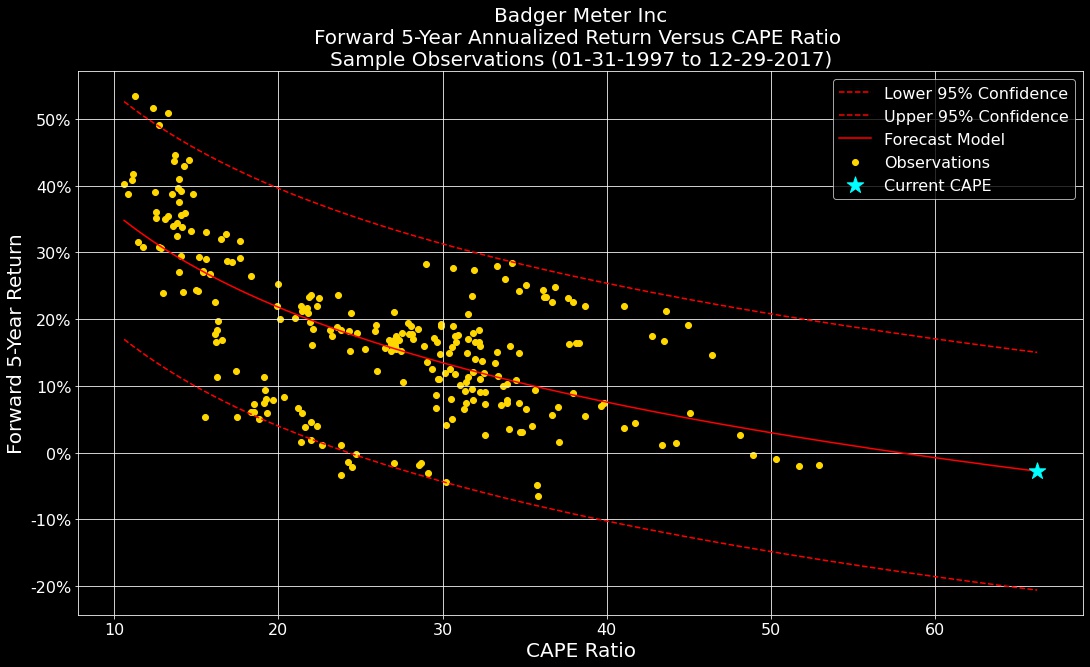 Badger Meter Inc
Forward 5-Year Annualized Return Versus CAPE Ratio
Sample Observations (01-31-1997 to 12-29-2017)
Lower 95% Confidence
Upper 95% Confidence
Forecast Model
Observations
Current CAPE
Forward 5-Year Return
50%
40%
30%
20%
10%
0%
-10%
-20%
10 20 30 40 50 60
CAPE Ratio